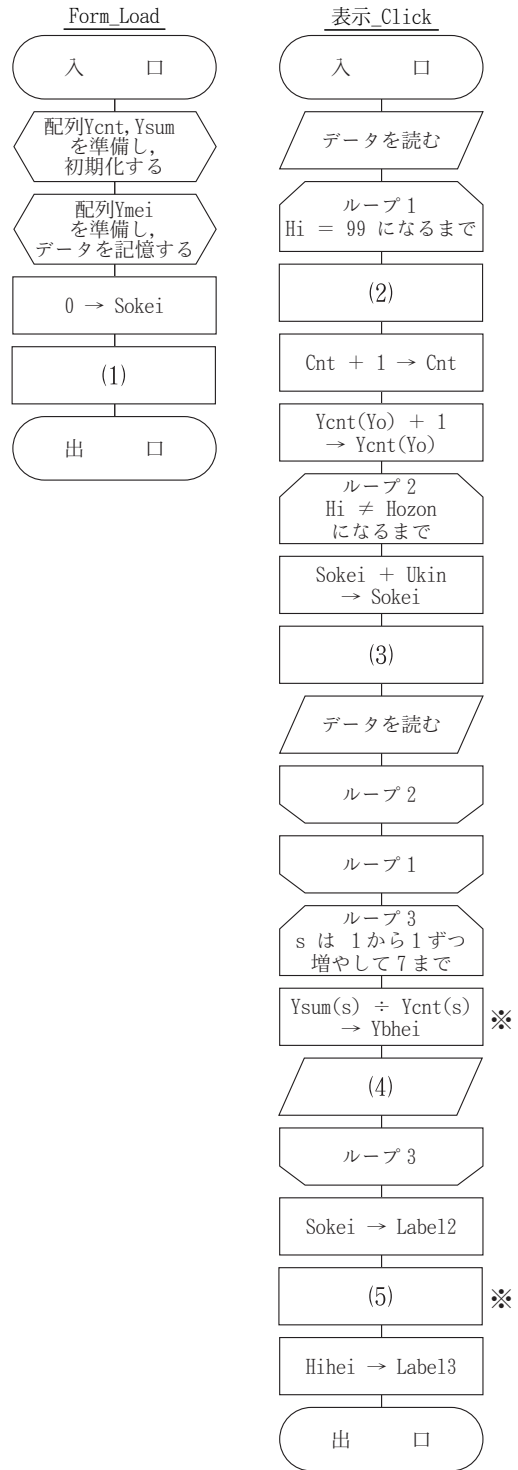 Form_Load
入 口
配列Ycnt,Ysum
を準備し,
初期化する
配列Ymei
を準備し,
データを記憶する
0 → Sokei
(1)
出 口
表示_Click
入 口
データを読む
ループ1
Hi = 99 になるまで
(2)
Cnt + 1 → Cnt
Ycnt(Yo) + 1
→ Ycnt(Yo)
ループ2
Hi ≠ Hozon
になるまで
Sokei + Ukin
→ Sokei
(3)
データを読む
ループ2
ループ1
ループ3
s は 1から1ずつ
増やして7まで
Ysum(s) ÷ Ycnt(s)
→ Ybhei
※
(4)
ループ3
Sokei → Label2
(5)
※
Hihei → Label3
出 口